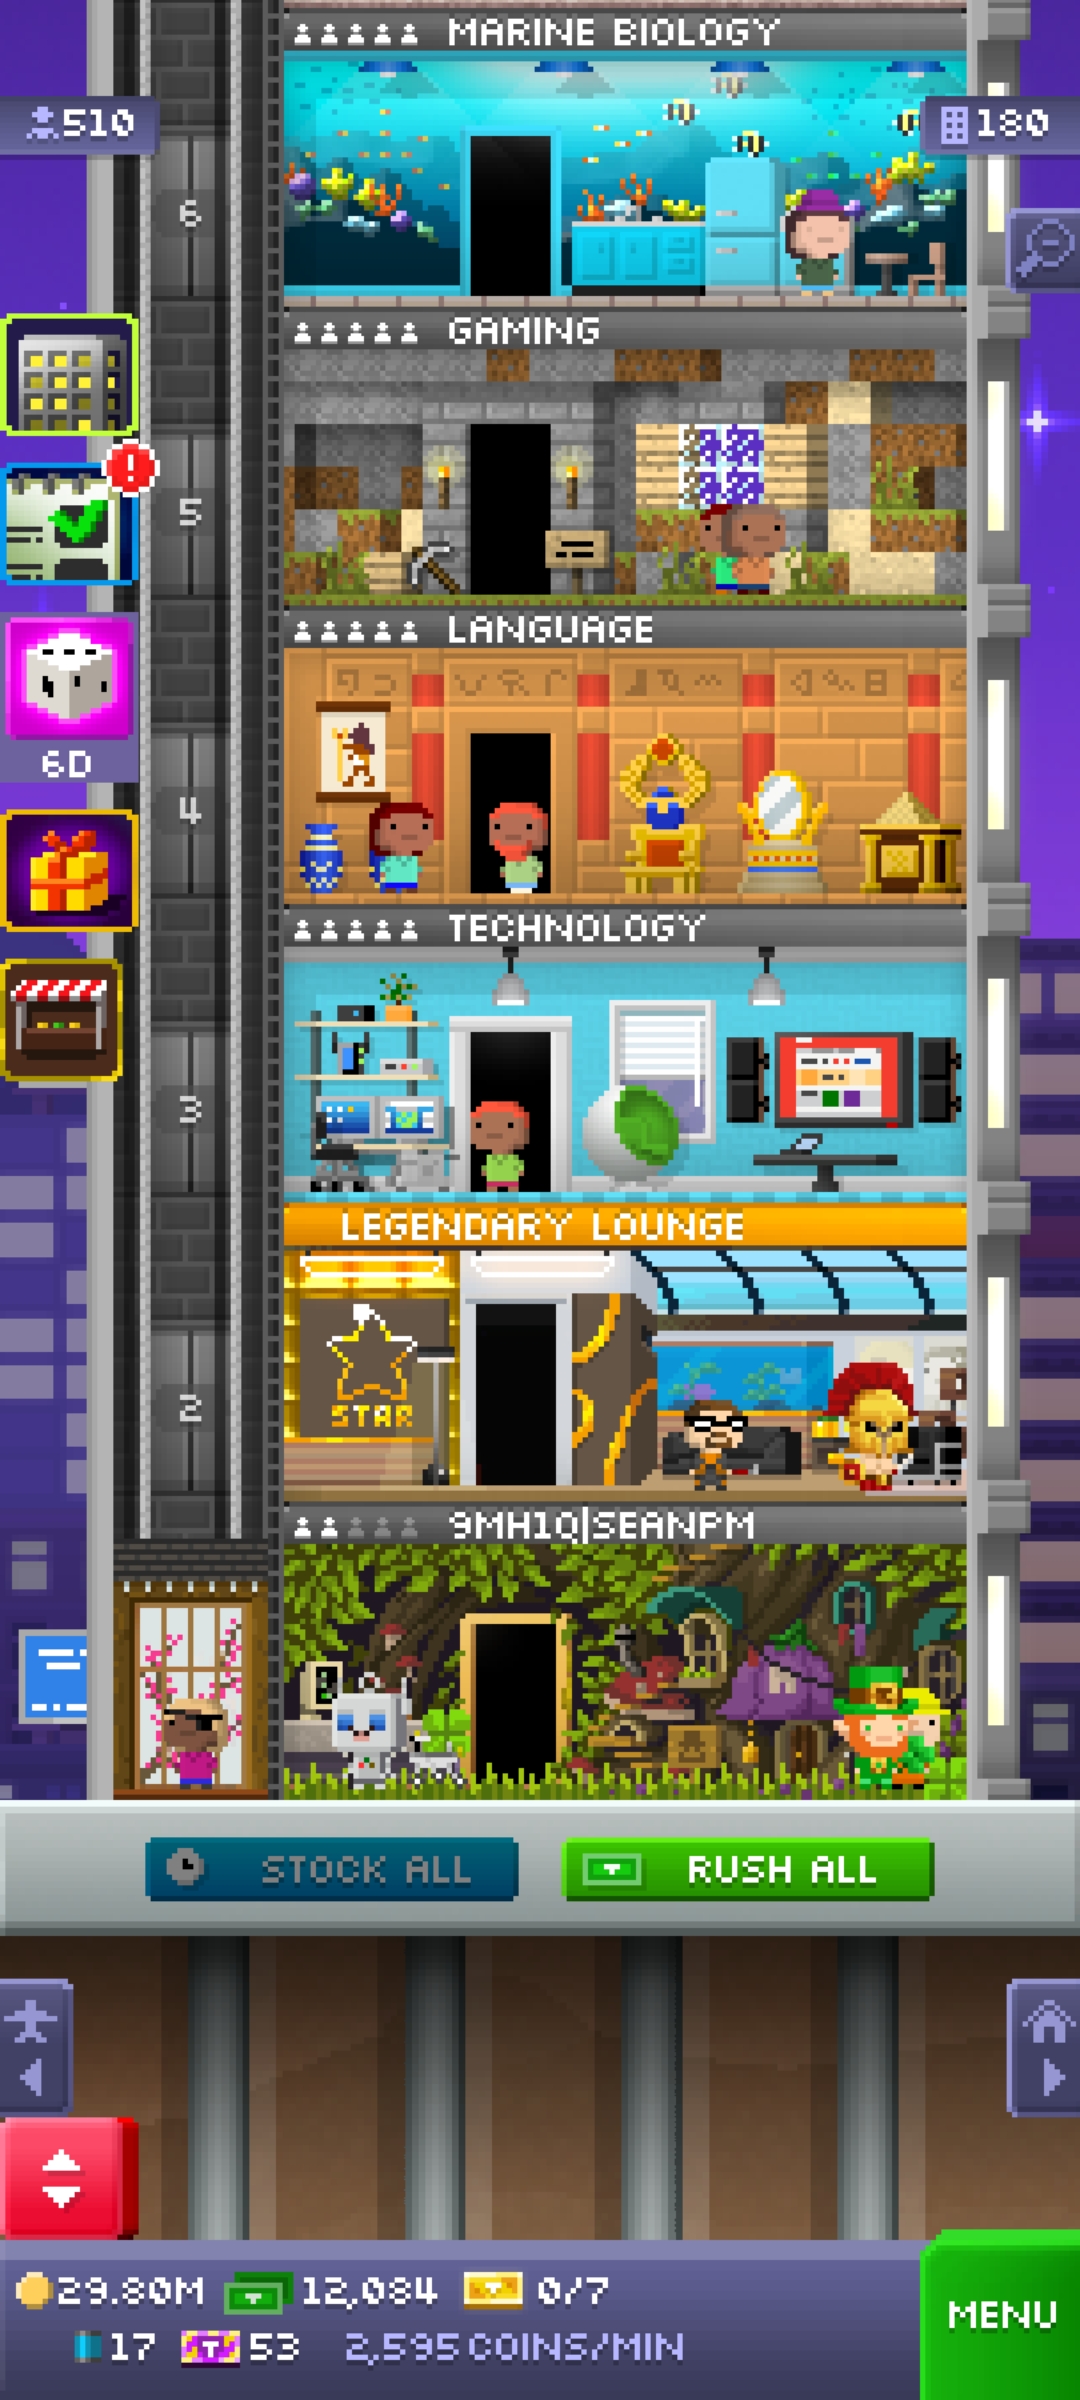 MARINE BIOLOGY
510
180
6
GAMING
5
LANGUAGE
6D
4
TECHNOLOGY
3
LEGENDARY LOUNGE
STAR
2
9MH1Q|SEANPM
STOCK ALL
RUSH ALL
29.80M 12,084 0/7
17 53 2,595 COINS/MIN
MENU